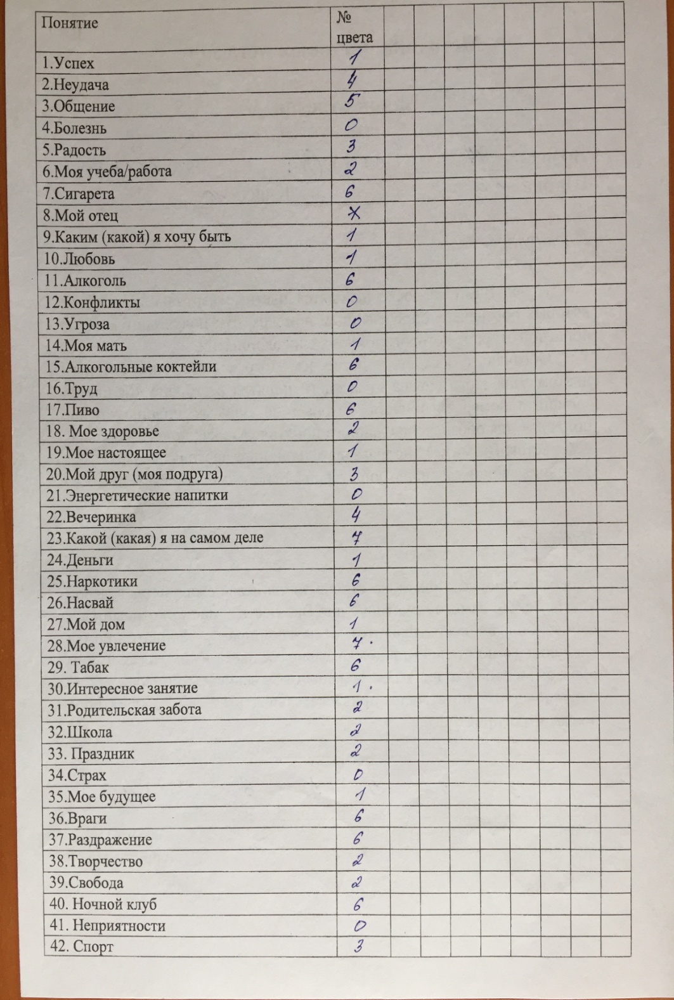 Понятие № цвета
1.Успех 1
2.Неудача 4
3.Общение 5
4.Болезнь 0
5.Радость 3
6.Моя учеба/работа 2
7.Сигарета 6
8.Мой отец X
9.Каким (какой) я хочу быть 1
10.Любовь 1
11.Алкоголь 6
12.Конфликты 0
13.Угроза 0
14.Моя мать 1
15.Алкогольные коктейли 6
16.Труд 0
17.Пиво 6
18. Мое здоровье 2
19.Мое настоящее 1
20.Мой друг (моя подруга) 3
21.Энергетические напитки 0
22.Вечеринка 4
23.Какой (какая) я на самом деле 7
24.Деньги 1
25.Наркотики 6
26.Насвай 6
27.Мой дом 1
28.Мое увлечение 7
29. Табак 6
30.Интересное занятие 1
31.Родительская забота 2
32.Школа 2
33. Праздник 2
34.Страх 0
35.Мое будущее 1
36.Враги 6
37.Раздражение 6
38.Творчество 2
39.Свобода 2
40. Ночной клуб 6
41. Неприятности 0
42. Спорт 3